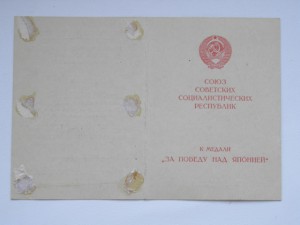 СОЮЗ
СОВЕТСКИХ
СОЦИАЛИСТИЧЕСКИХ
РЕСПУБЛИК
К МЕДАЛИ
„ЗА ПОБЕДУ НАД ЯПОНИЕЙ“